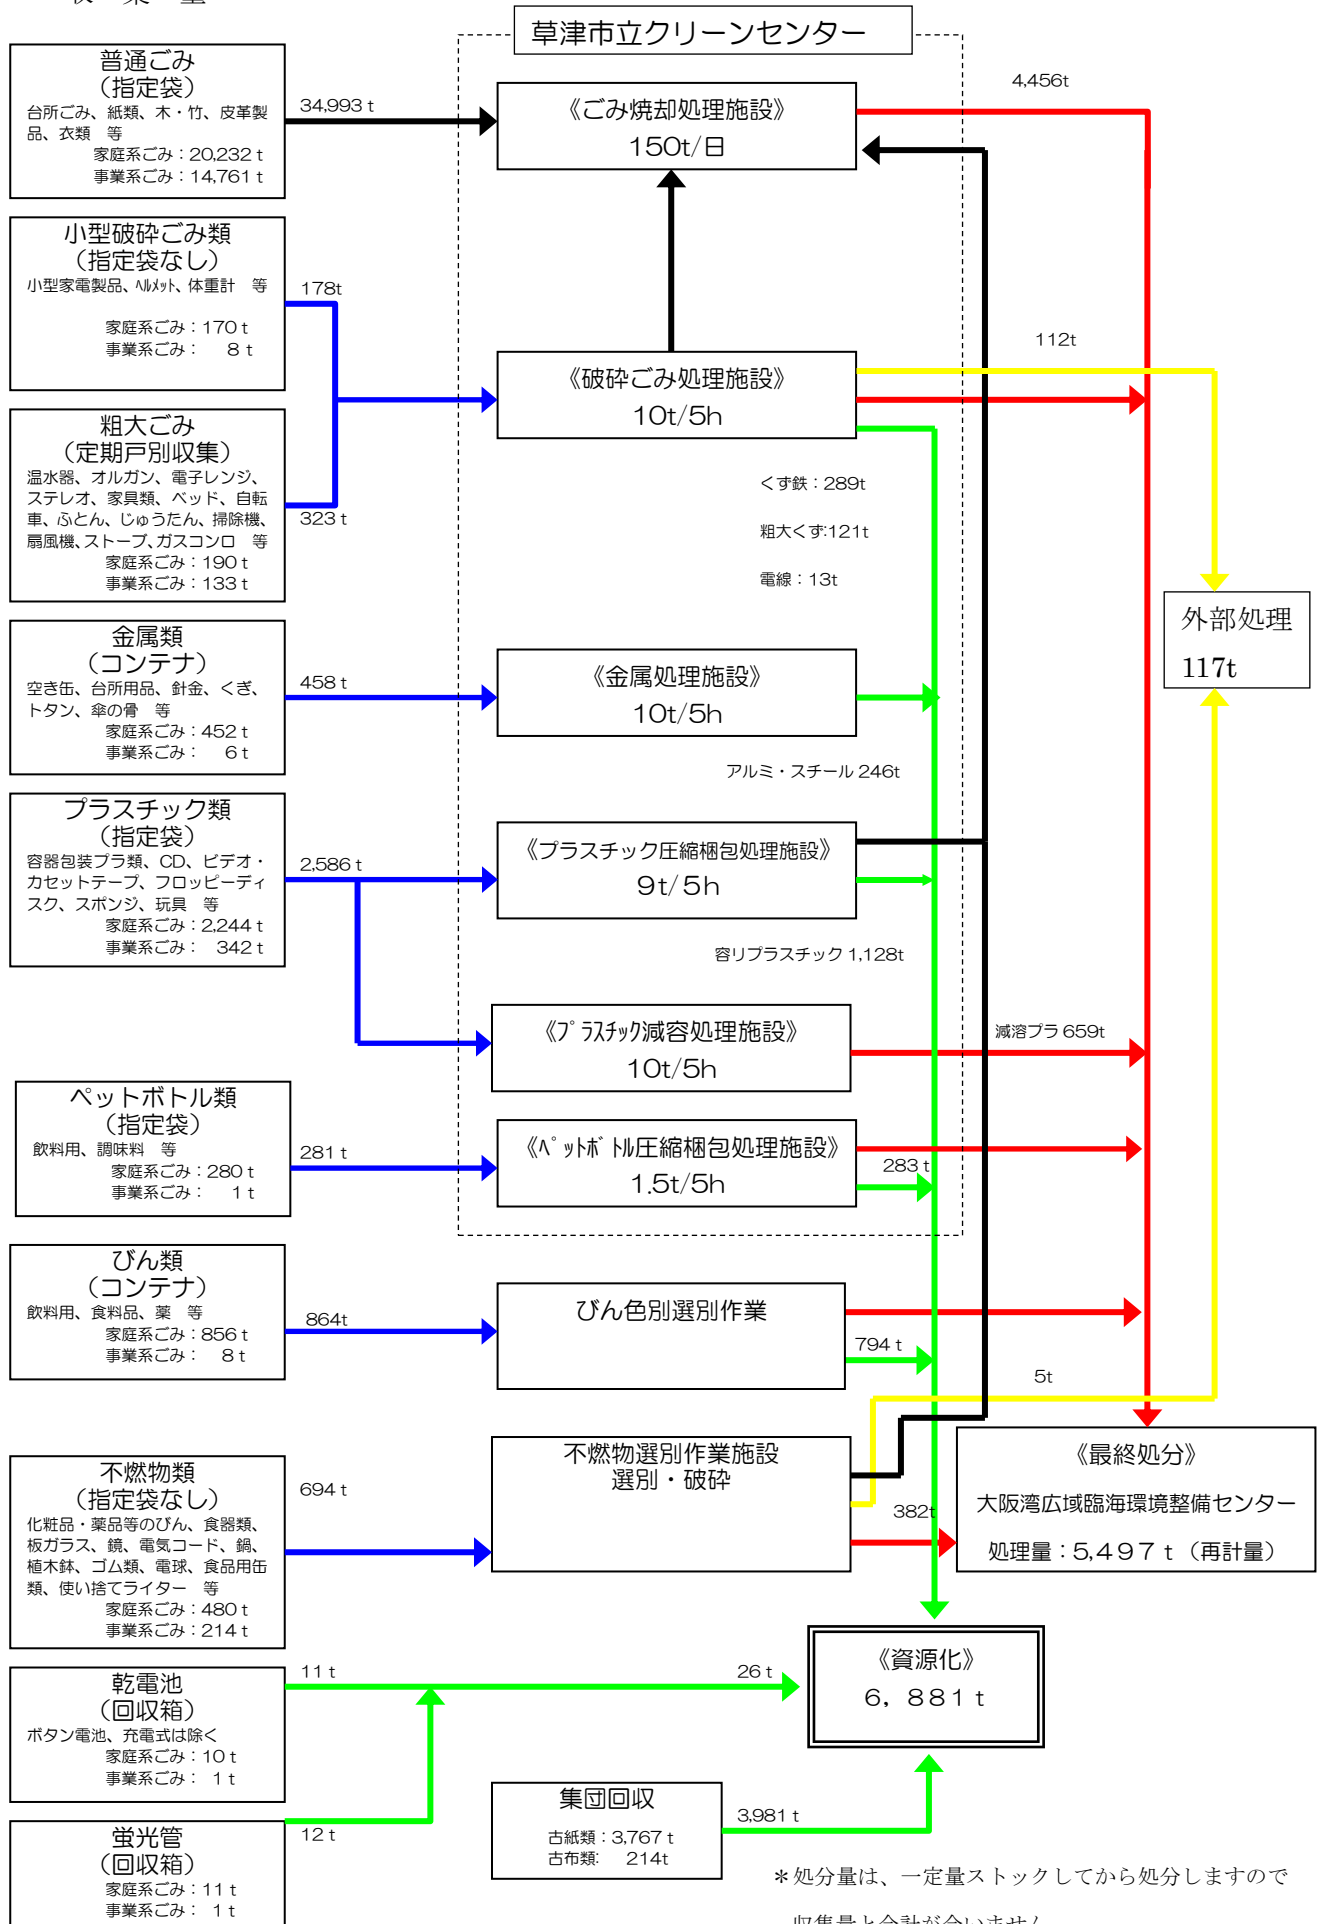 草津市立クリーンセンター
普通ごみ
（指定袋）
台所ごみ、紙類、木・竹、皮革製
品、衣類　等
家庭系ごみ：20,232ｔ
事業系ごみ：14,761ｔ
34,993ｔ
《ごみ焼却処理施設》
150t/日
4,456t
小型破砕ごみ類
（指定袋なし）
小型家電製品、ﾍﾙﾒｯﾄ、体重計　等
家庭系ごみ：170ｔ
事業系ごみ：　8ｔ
178t
《破砕ごみ処理施設》
10t/5h
112t
粗大ごみ
（定期戸別収集）
温水器、オルガン、電子レンジ、
ステレオ、家具類、ベッド、自転
車、ふとん、じゅうたん、掃除機、
扇風機、ストーブ、ガスコンロ　等
家庭系ごみ：190ｔ
事業系ごみ：133ｔ
323ｔ
くず鉄：289t
粗大くず:121t
電線：13t
外部処理
117t
金属類
（コンテナ）
空き缶、台所用品、針金、くぎ、
トタン、傘の骨　等
家庭系ごみ：452ｔ
事業系ごみ：　6ｔ
458ｔ
《金属処理施設》
10t/5h
アルミ・スチール 246t
プラスチック類
（指定袋）
容器包装プラ類、CD、ビデオ・
カセットテープ、フロッピーディ
スク、スポンジ、玩具　等
家庭系ごみ：2,244ｔ
事業系ごみ：　342ｔ
2,586ｔ
《プラスチック圧縮梱包処理施設》
9t/5h
容リプラスチック 1,128t
《ﾌﾟﾗｽﾁｯｸ減容処理施設》
10t/5h
減溶プラ 659t
ペットボトル類
（指定袋）
飲料用、調味料　等
家庭系ごみ：280ｔ
事業系ごみ：　1ｔ
281ｔ
《ﾍﾟｯﾄﾎﾞﾄﾙ圧縮梱包処理施設》
1.5t/5h
283ｔ
びん類
（コンテナ）
飲料用、食料品、薬　等
家庭系ごみ：856ｔ
事業系ごみ：　8ｔ
864t
びん色別選別作業
794ｔ
5t
不燃物類
（指定袋なし）
化粧品・薬品等のびん、食器類、
板ガラス、鏡、電気コード、鍋、
植木鉢、ゴム類、電球、食品用缶
類、使い捨てライター　等
家庭系ごみ：480ｔ
事業系ごみ：214ｔ
694ｔ
不燃物選別作業施設
選別・破砕
382t
《最終処分》
大阪湾広域臨海環境整備センター
処理量：5,497ｔ（再計量）
乾電池
（回収箱）
ボタン電池、充電式は除く
家庭系ごみ：10ｔ
事業系ごみ：　1ｔ
11ｔ
26ｔ
《資源化》
6，881ｔ
蛍光管
（回収箱）
家庭系ごみ：11ｔ
事業系ごみ：　1ｔ
12ｔ
集団回収
古紙類：3,767ｔ
古布類:　214t
3,981ｔ
＊処分量は、一定量ストックしてから処分しますので